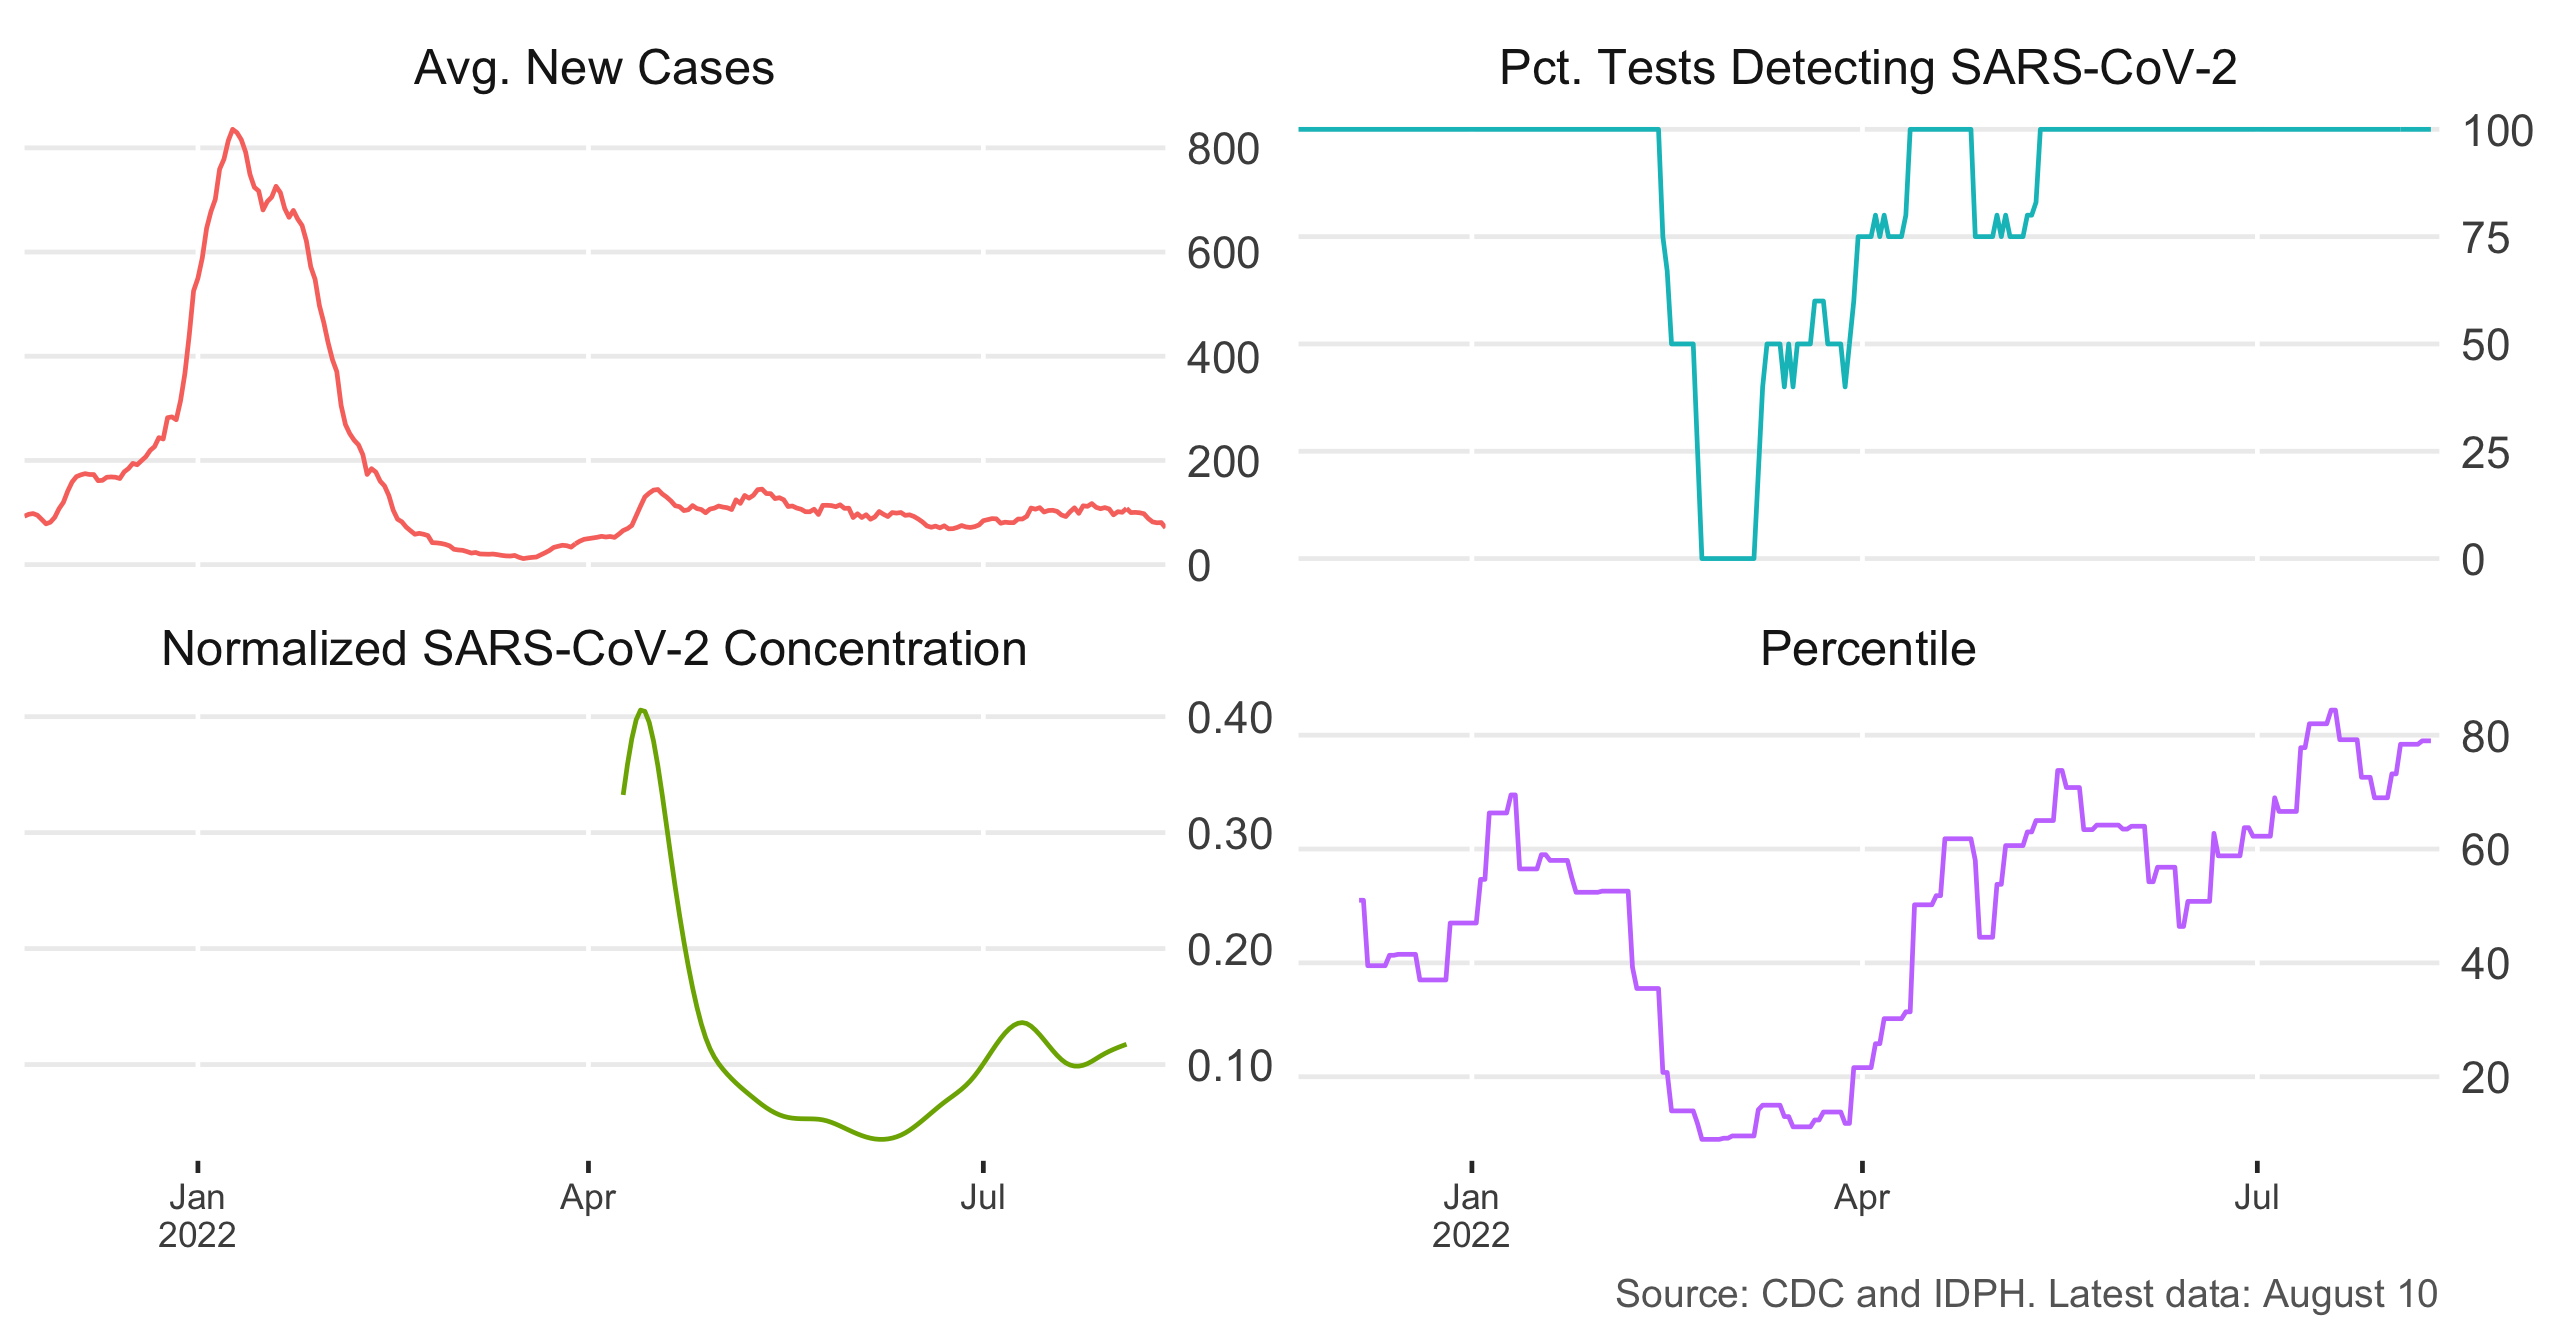 Avg. New Cases
800
600
400
200
0
Pct. Tests Detecting SARS-CoV-2
100
75
50
25
0
Normalized SARS-CoV-2 Concentration
0.40
0.30
0.20
0.10
Jan
2022
Apr
Jul
Percentile
80
60
40
20
Jan
2022
Apr
Jul
Source: CDC and IDPH. Latest data: August 10